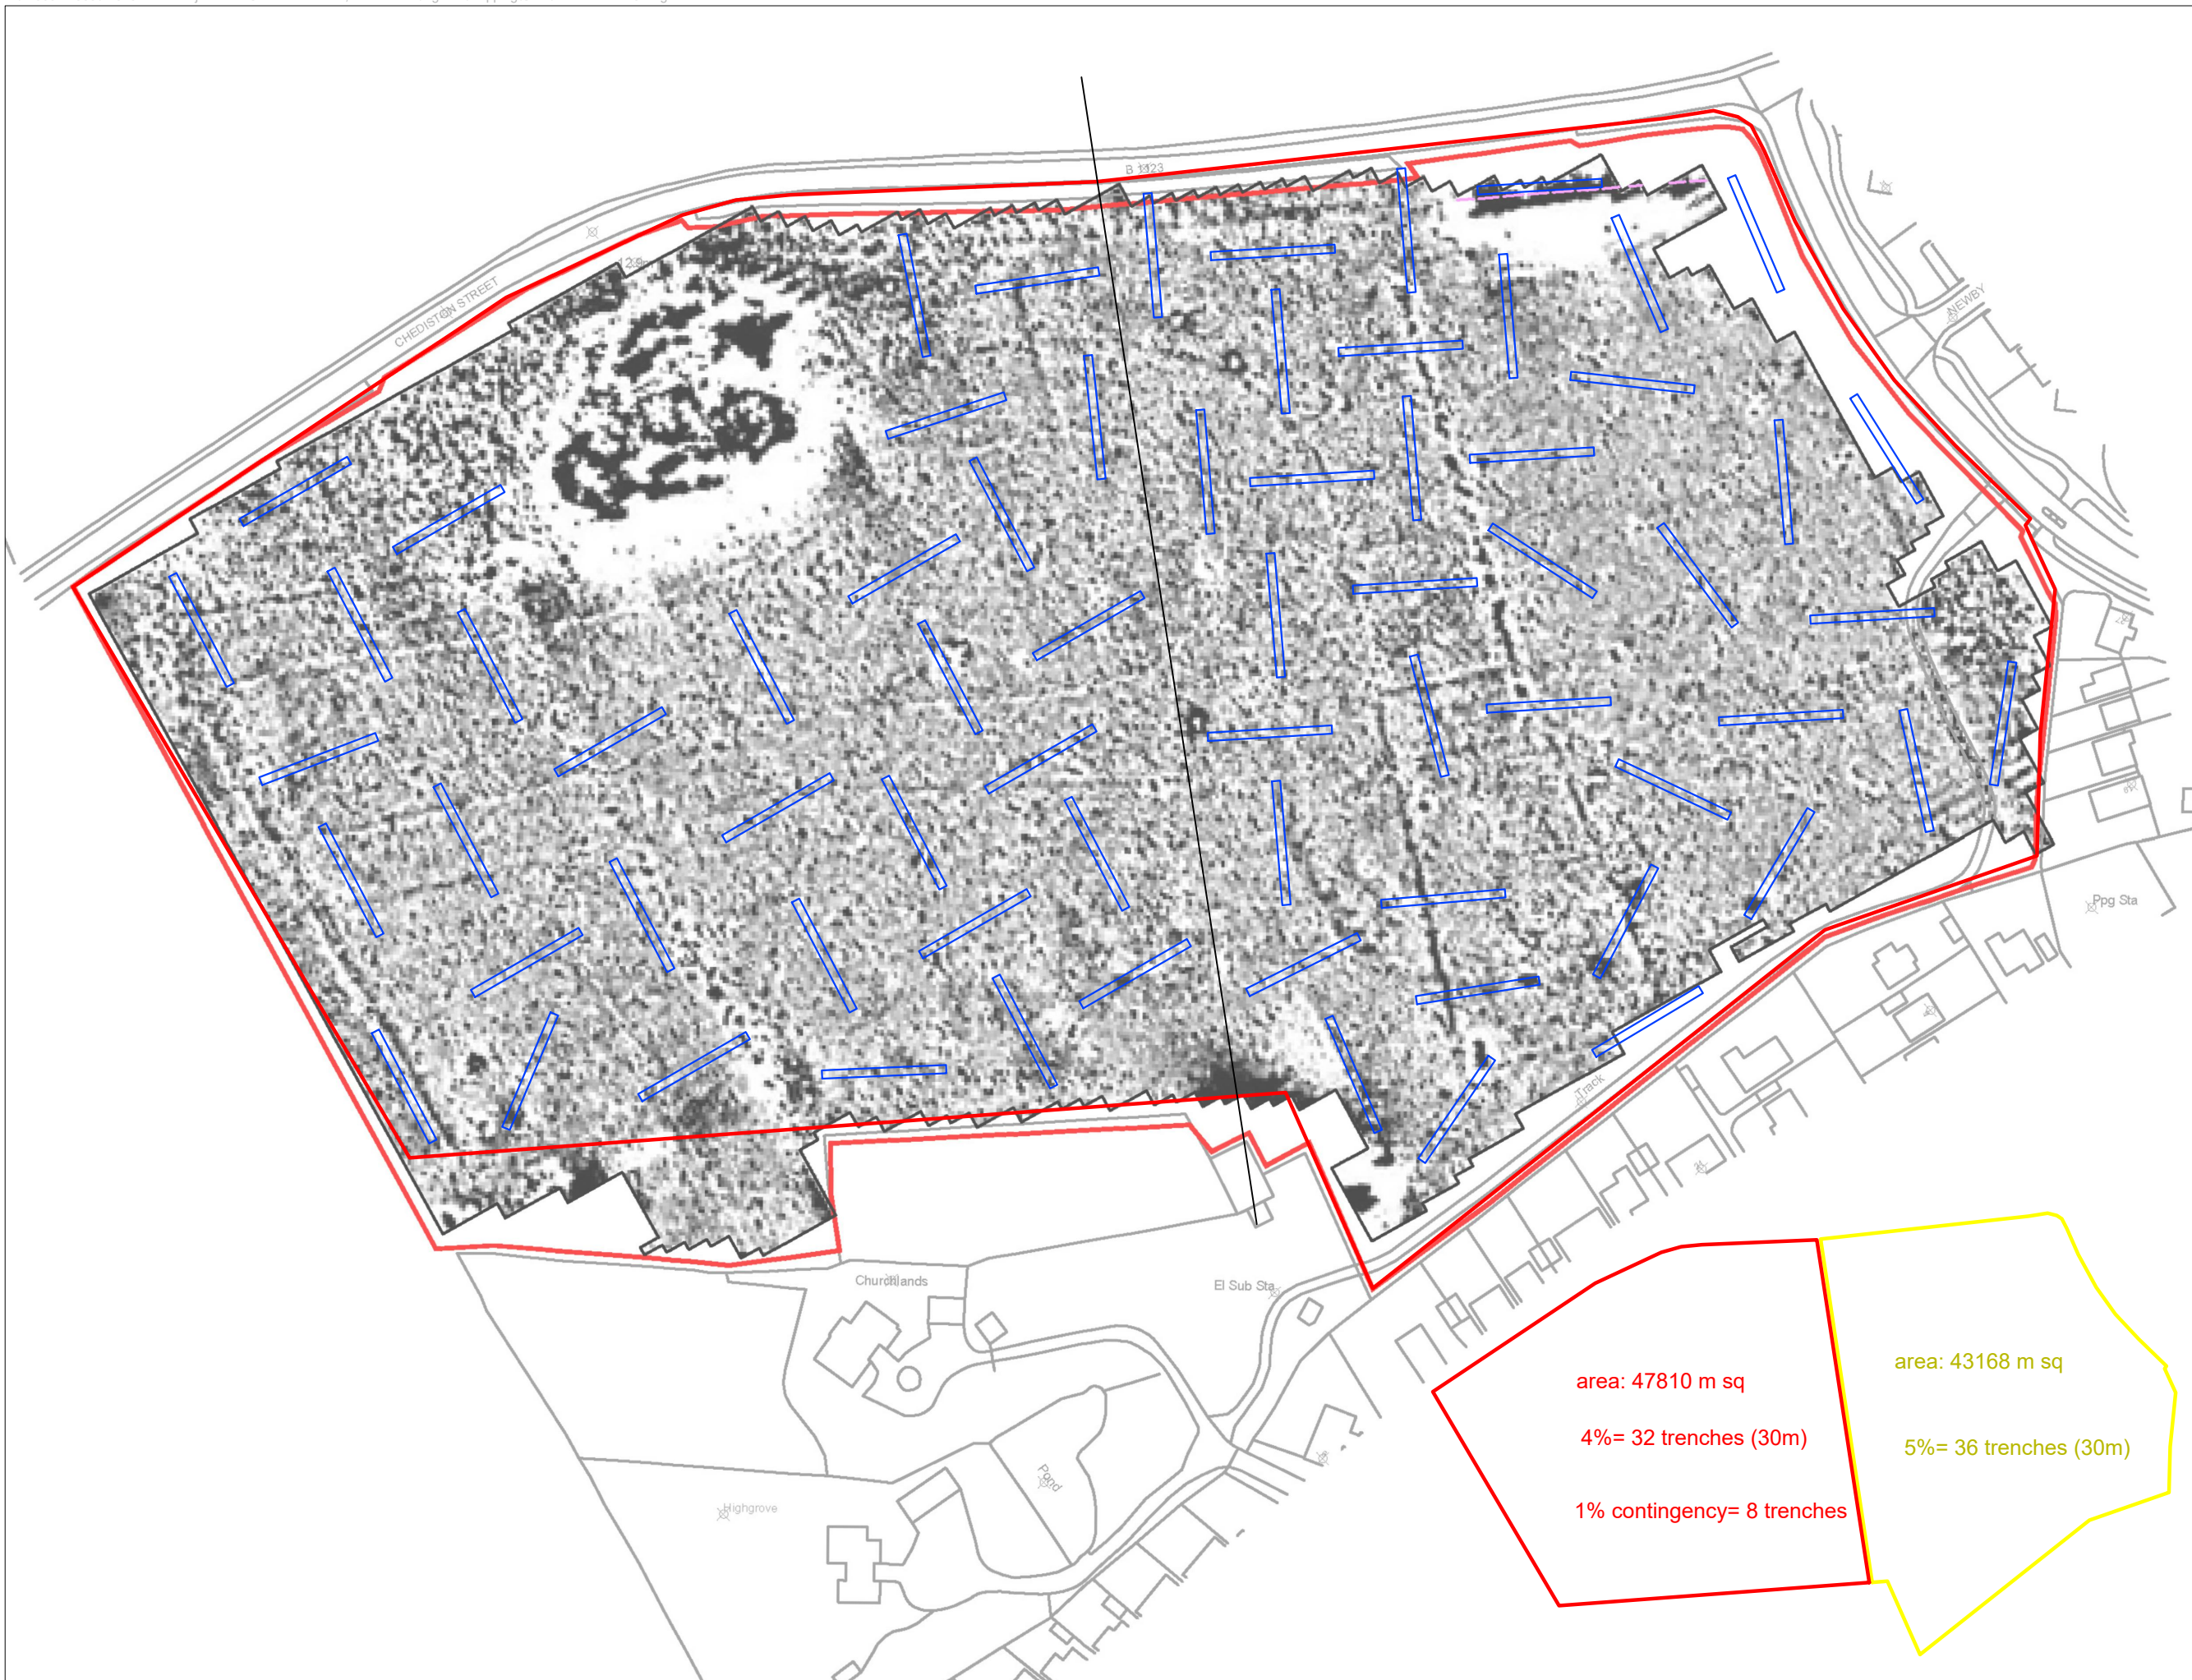 B 1123
CHEDISTON STREET
NEWBY
Ppg Sta
Track
Churchlands
El Sub Sta
Pond
Highgrove
area: 47810 m sq
4%= 32 trenches (30m)
1% contingency= 8 trenches
area: 43168 m sq
5%= 36 trenches (30m)